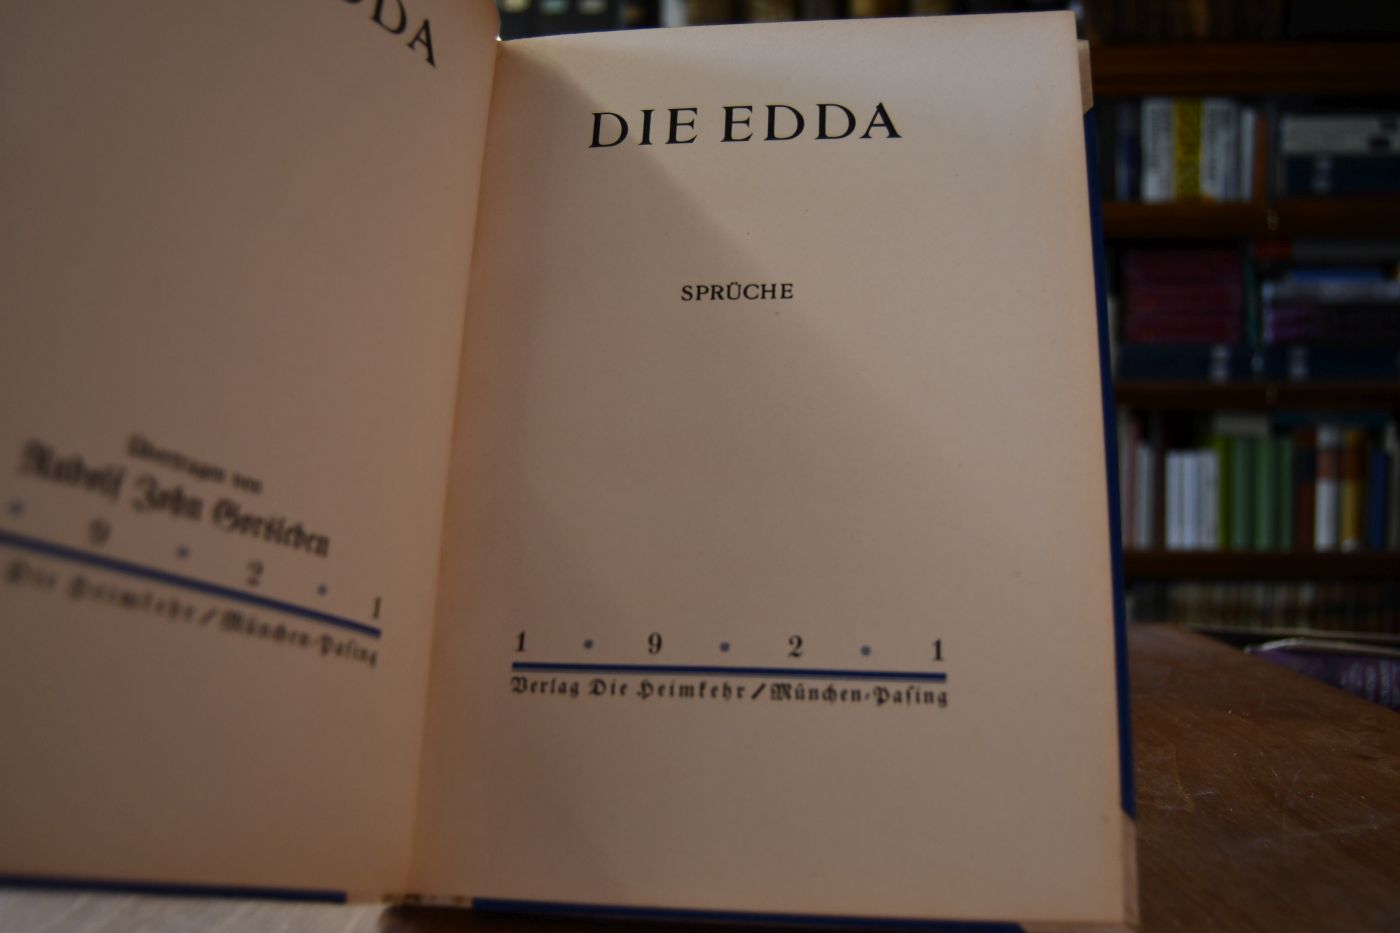 EDDA
Übertragen von
Rudolf John Gorsleben
9 • 2 • 1
Die Heimkehr / München-Pasing
DIE EDDA
SPRÜCHE
1 • 9 • 2 • 1
Verlag Die Heimkehr / München-Pasing